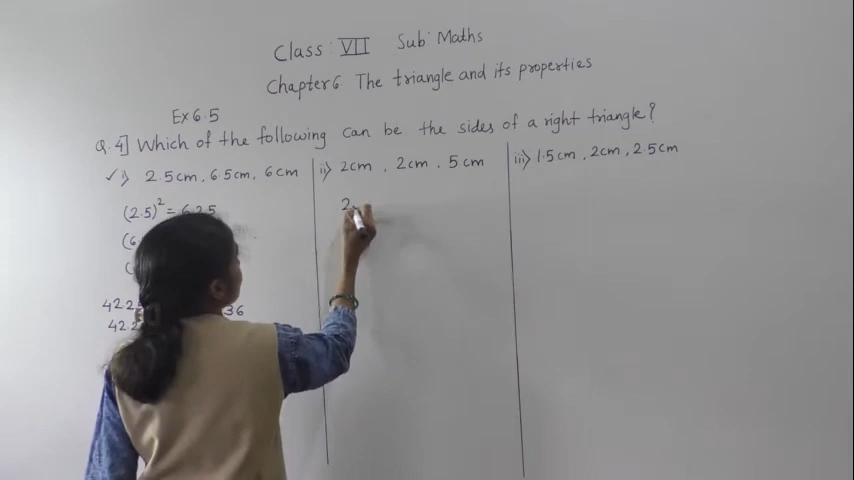 Class: VII Sub: Maths
Chapter 6 The triangle and its properties
Ex 6.5
Q.4] Which of the following can be the sides of a right triangle?
✓ i) 2.5cm, 6.5cm, 6cm
(2.5)² = 6.25
(6.
(
42.2 36
42.2
ii) 2cm, 2cm. 5cm
2
iii) 1.5cm, 2cm, 2.5cm